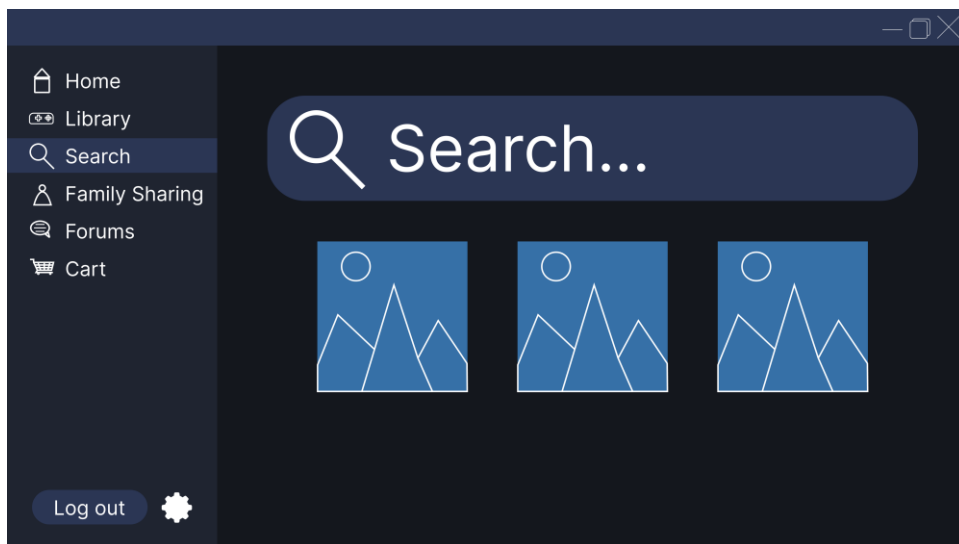 Home
Library
Search
Family Sharing
Forums
Cart
Log out
Search...